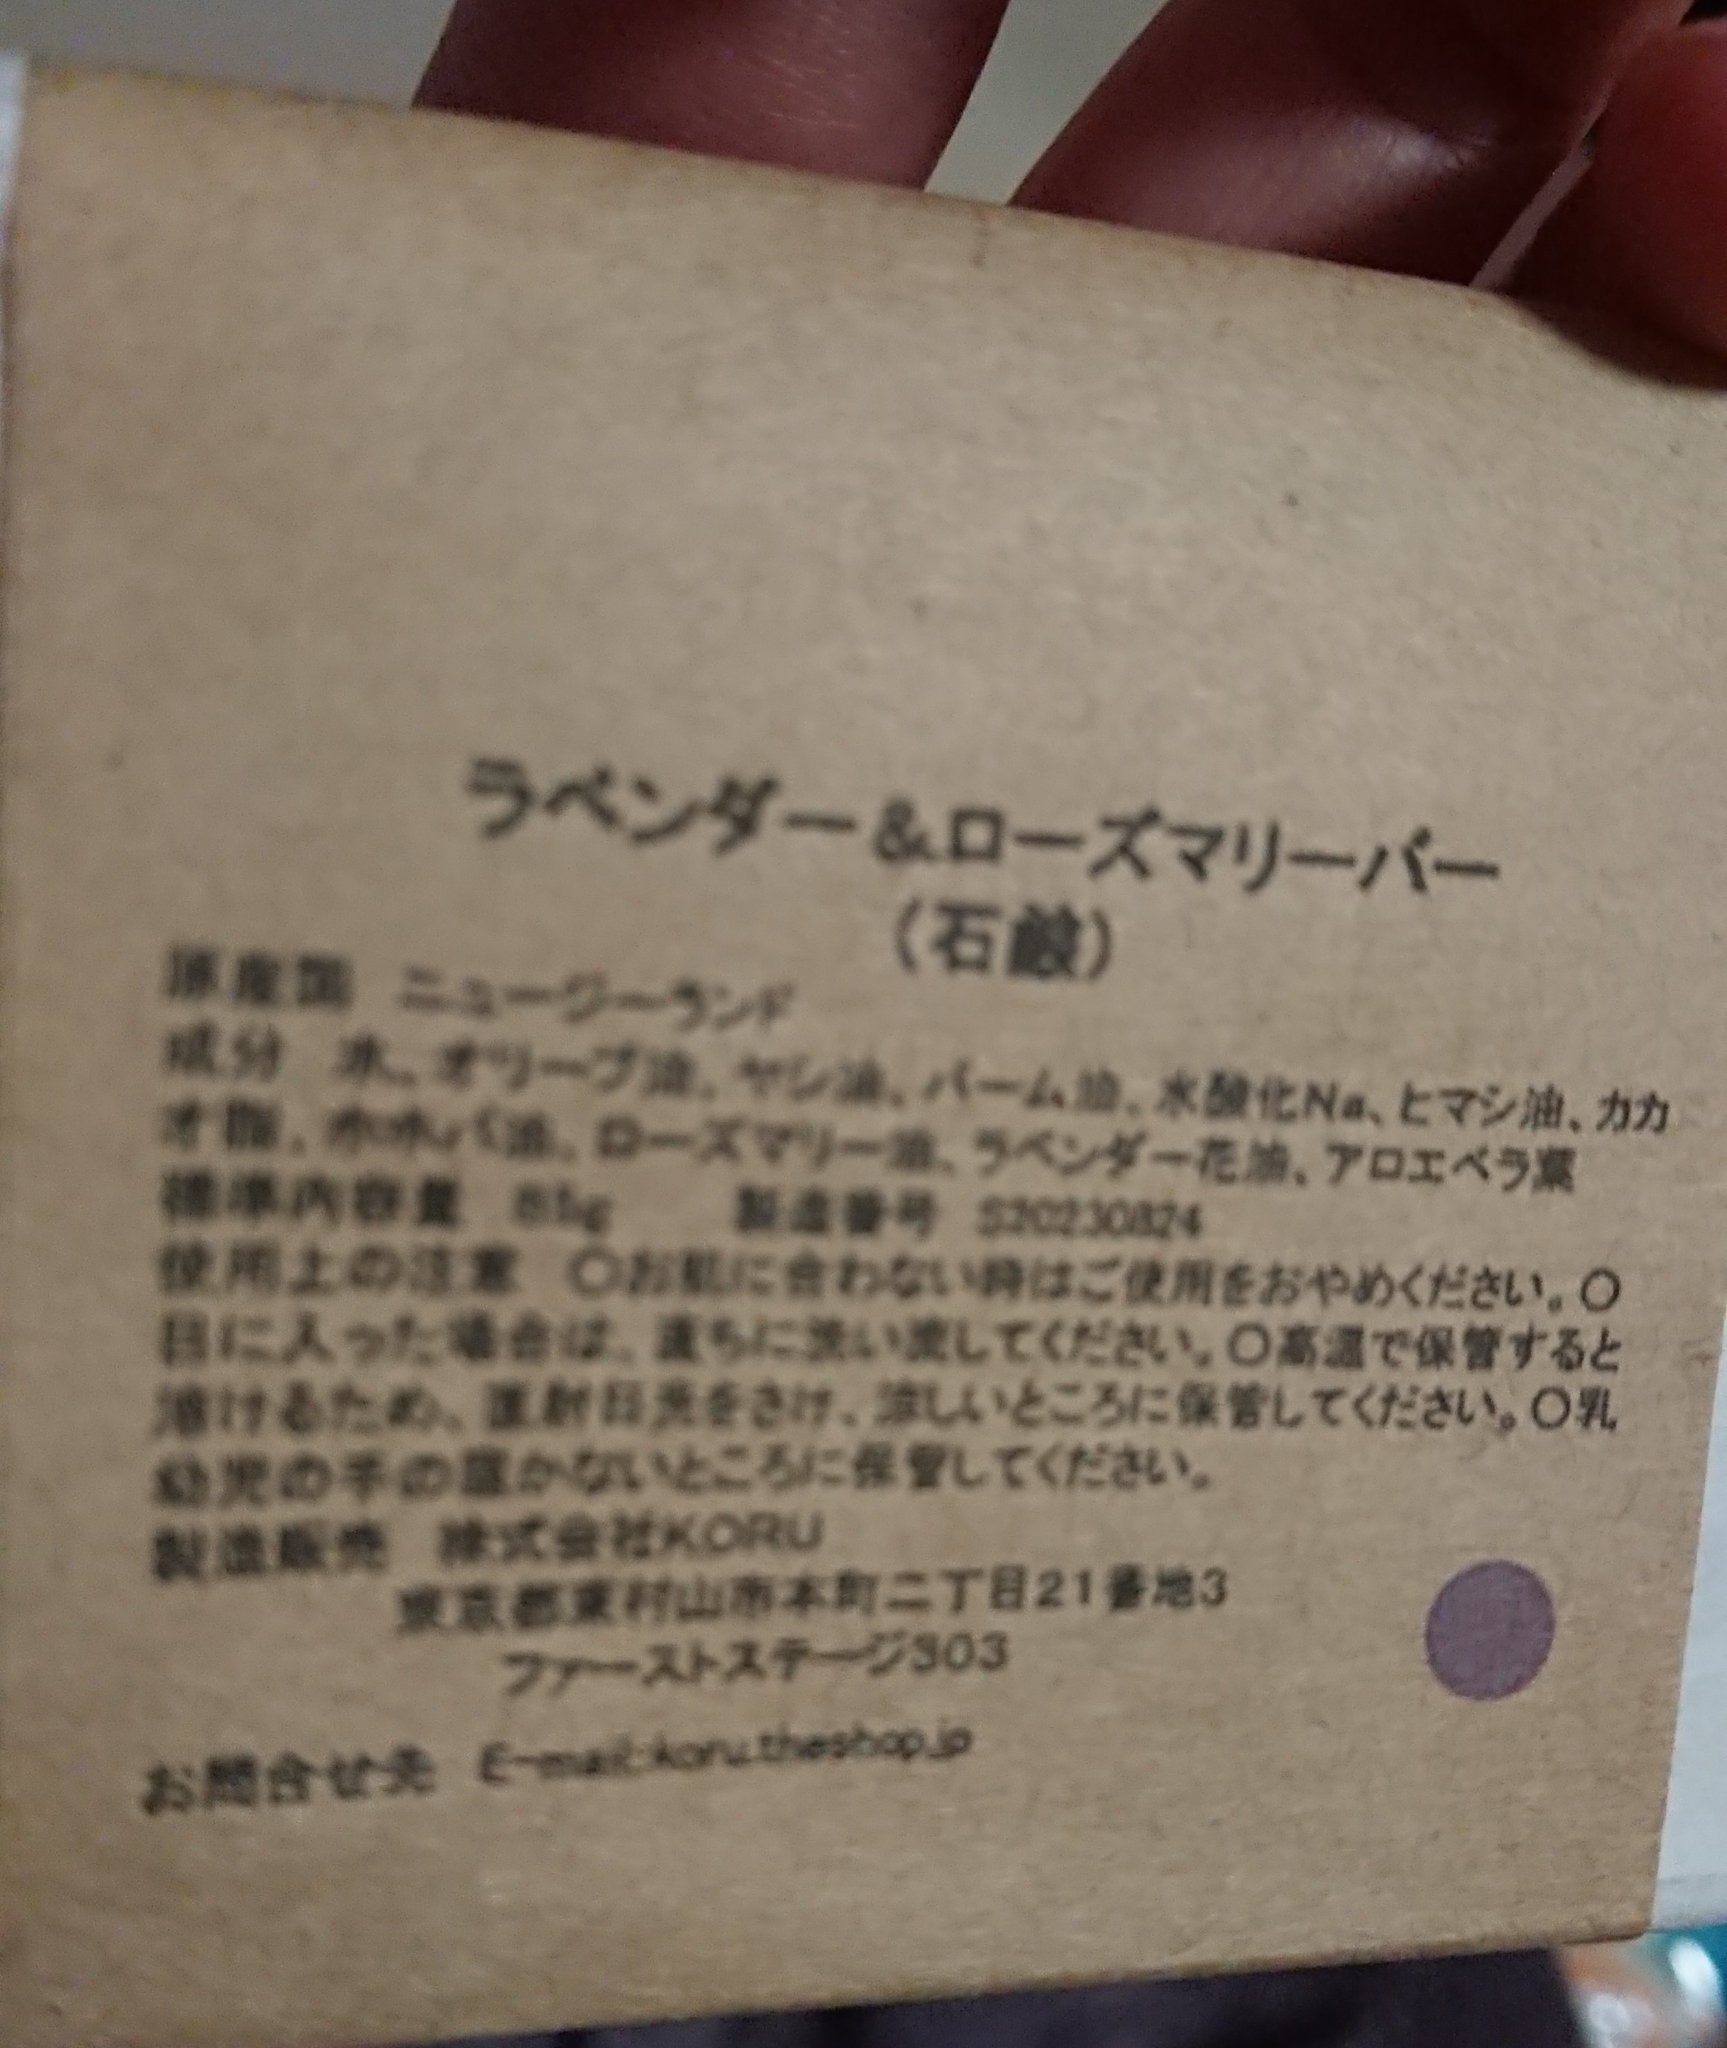 ラベンダー&ローズマリーバー
(石鹸)
原産国 ニュージーランド
成分 水、オリーブ油、ヤシ油、パーム油、水酸化Na、ヒマシ油、カカ
オ脂、ホホバ油、ローズマリー油、ラベンダー花油、アロエベラ葉
標準内容量 製造番号 S20230824
使用上の注意 〇お肌に合わない時はご使用をおやめください。〇
目に入った場合は、直ちに洗い流してください。〇高温で保管すると
溶けるため、直射日光をさけ、涼しいところに保管してください。〇乳
幼児の手の届かないところに保管してください。
製造販売 株式会社KORU
東京都東村山市本町二丁目21番地3
ファーストステージ303
お問合せ先 E-mail:koru.theshop.jp